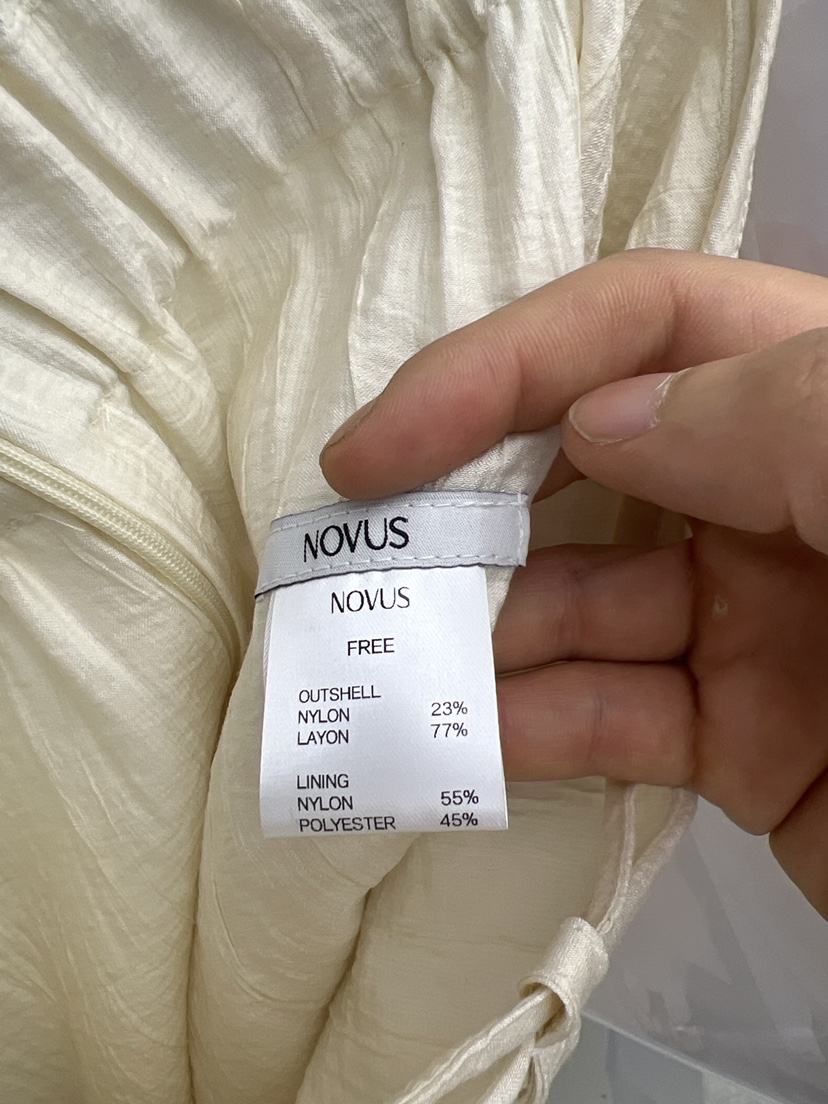 NOVUS
NOVUS
FREE
OUTSHELL
NYLON 23%
LAYON 77%
LINING
NYLON 55%
POLYESTER 45%